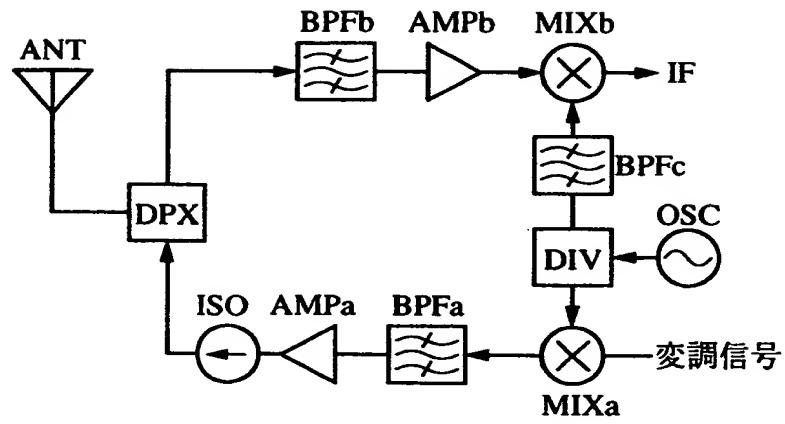 BPFb
AMPb
MIXb
ANT
IF
BPFc
DPX
OSC
DIV
ISO
AMPa
BPFa
変調信号
MIXa